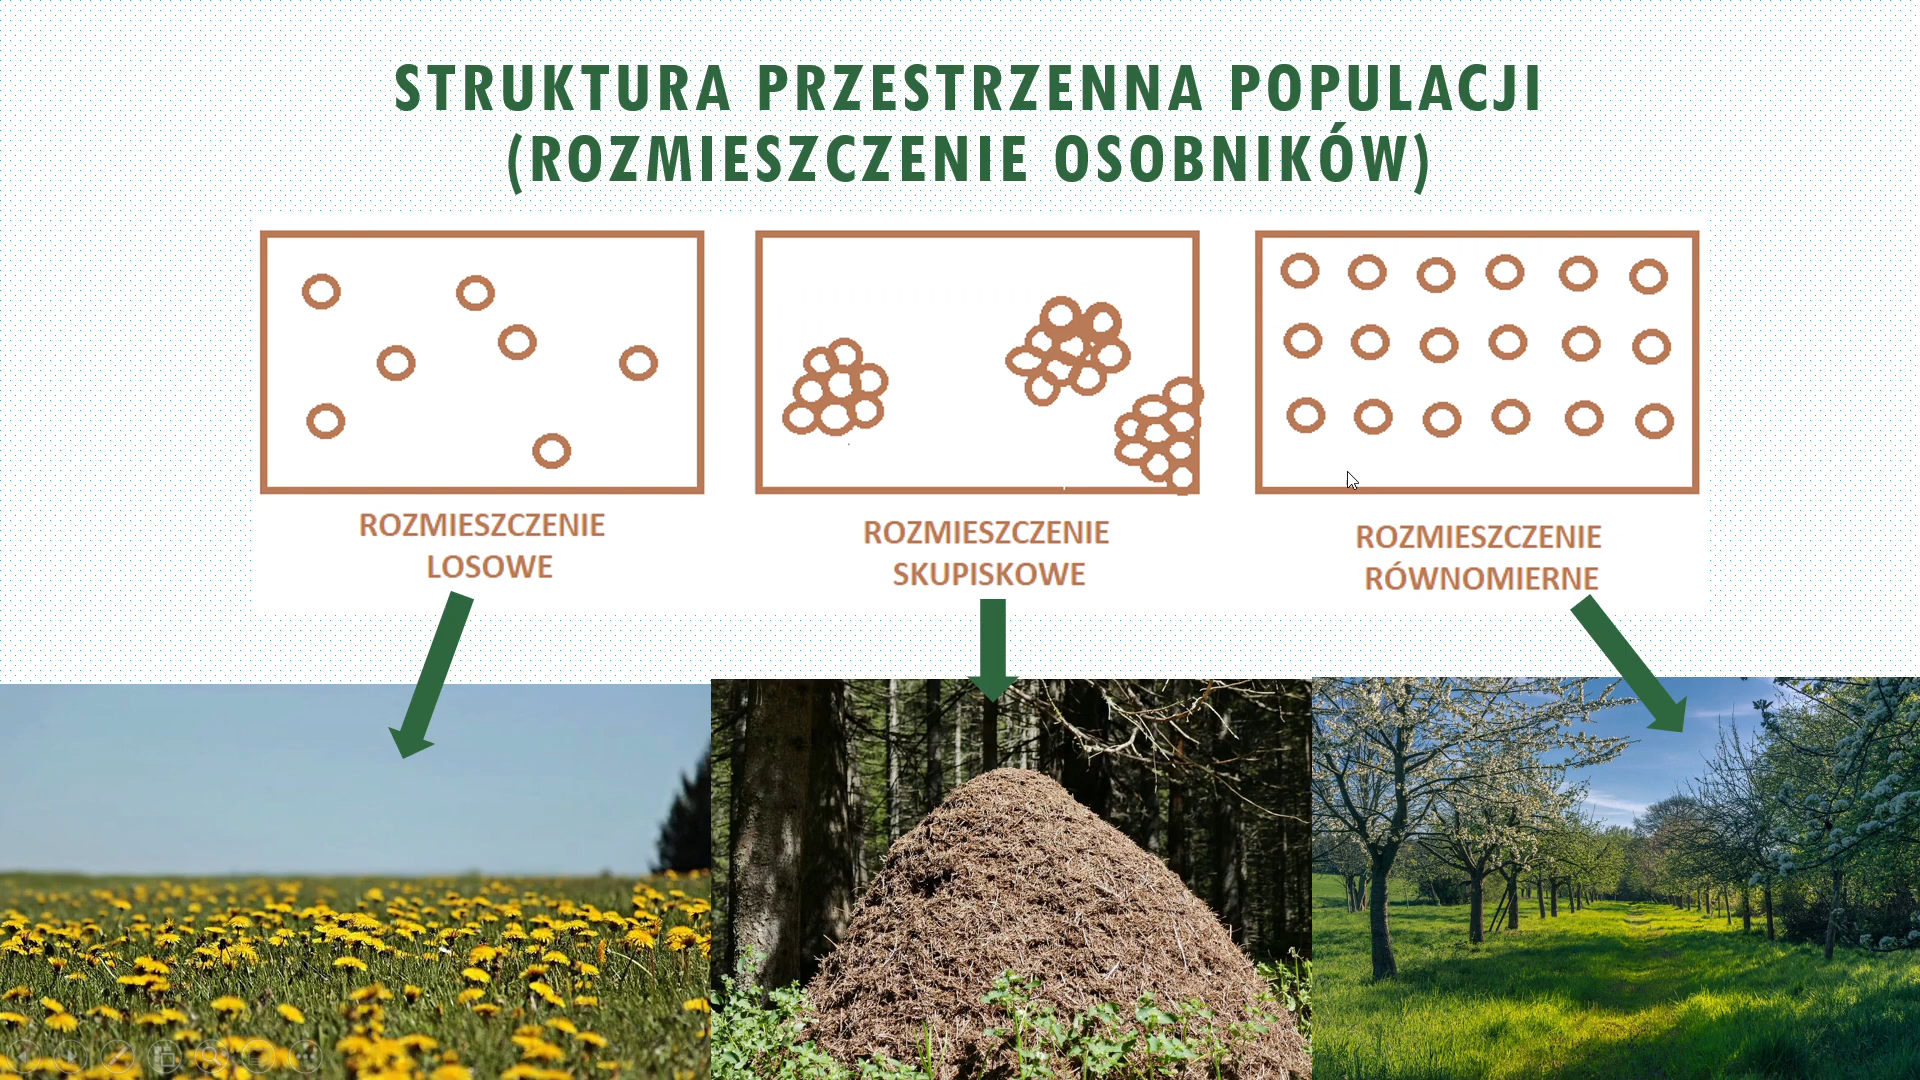 STRUKTURA PRZESTRZENNA POPULACJI
(ROZMIESZCZENIE OSOBNIKÓW)
ROZMIESZCZENIE
LOSOWE
ROZMIESZCZENIE
SKUPISKOWE
ROZMIESZCZENIE
RÓWNOMIERNE